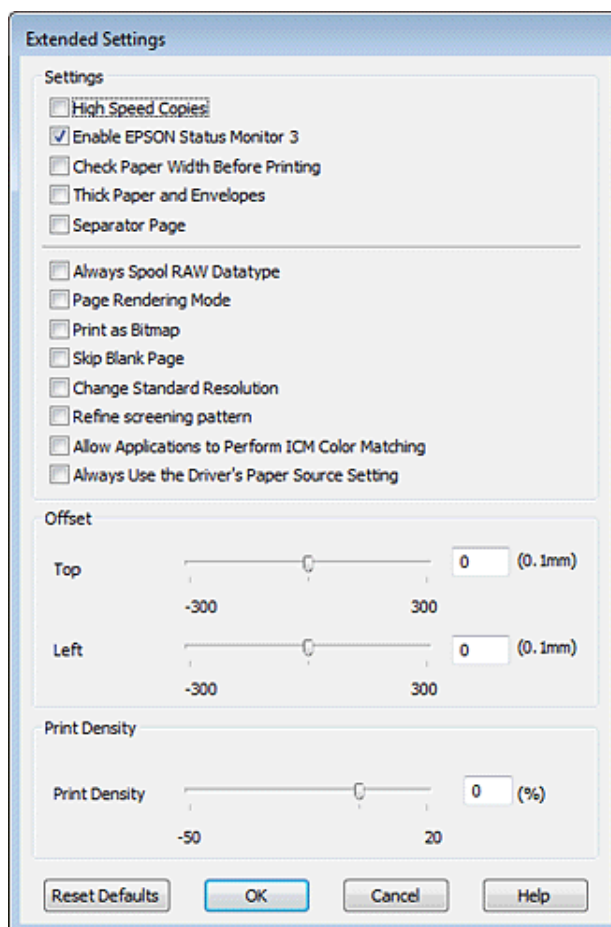 Extended Settings
Settings
High Speed Copies
Enable EPSON Status Monitor 3
Check Paper Width Before Printing
Thick Paper and Envelopes
Separator Page
Always Spool RAW Datatype
Page Rendering Mode
Print as Bitmap
Skip Blank Page
Change Standard Resolution
Refine screening pattern
Allow Applications to Perform ICM Color Matching
Always Use the Driver's Paper Source Setting
Offset
Top 0 (0.1mm)
-300 300
Left 0 (0.1mm)
-300 300
Print Density
Print Density 0 (%)
-50 20
Reset Defaults OK Cancel Help